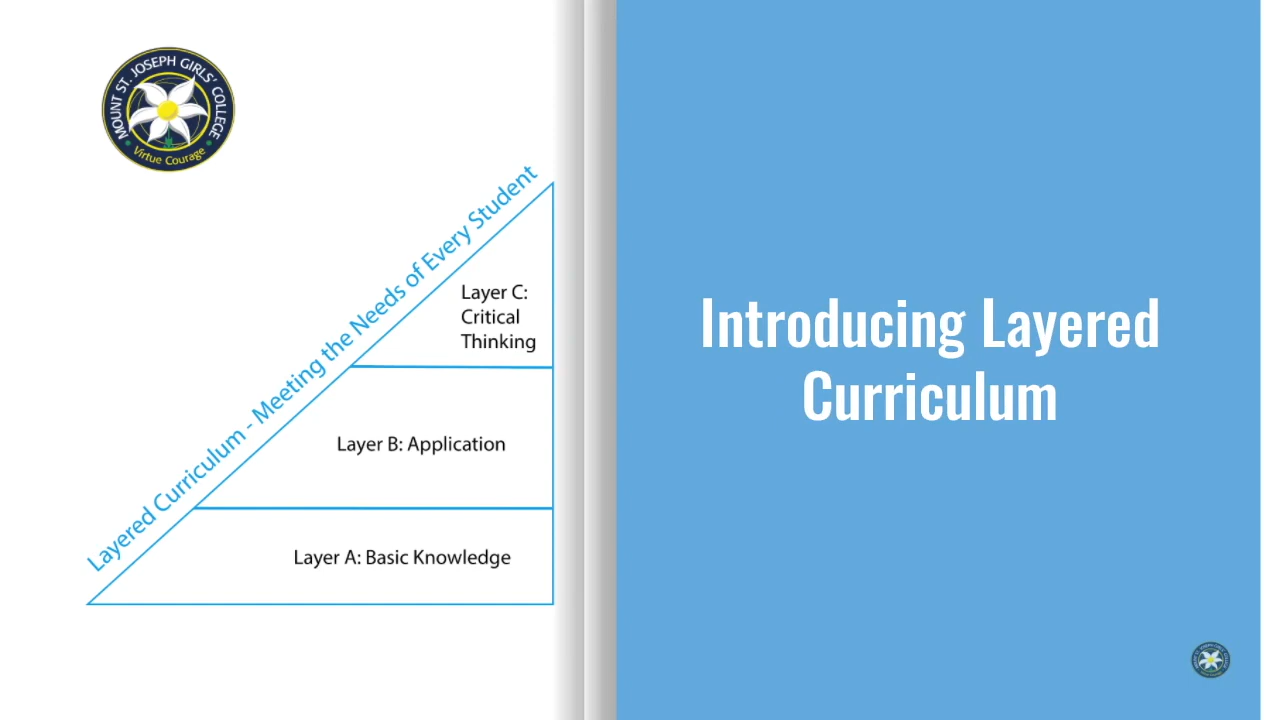 MOUNT ST. JOSEPH GIRLS' COLLEGE
Virtue Courage
Layered Curriculum - Meeting the Needs of Every Student
Layer C:
Critical
Thinking
Layer B: Application
Layer A: Basic Knowledge
Introducing Layered
Curriculum